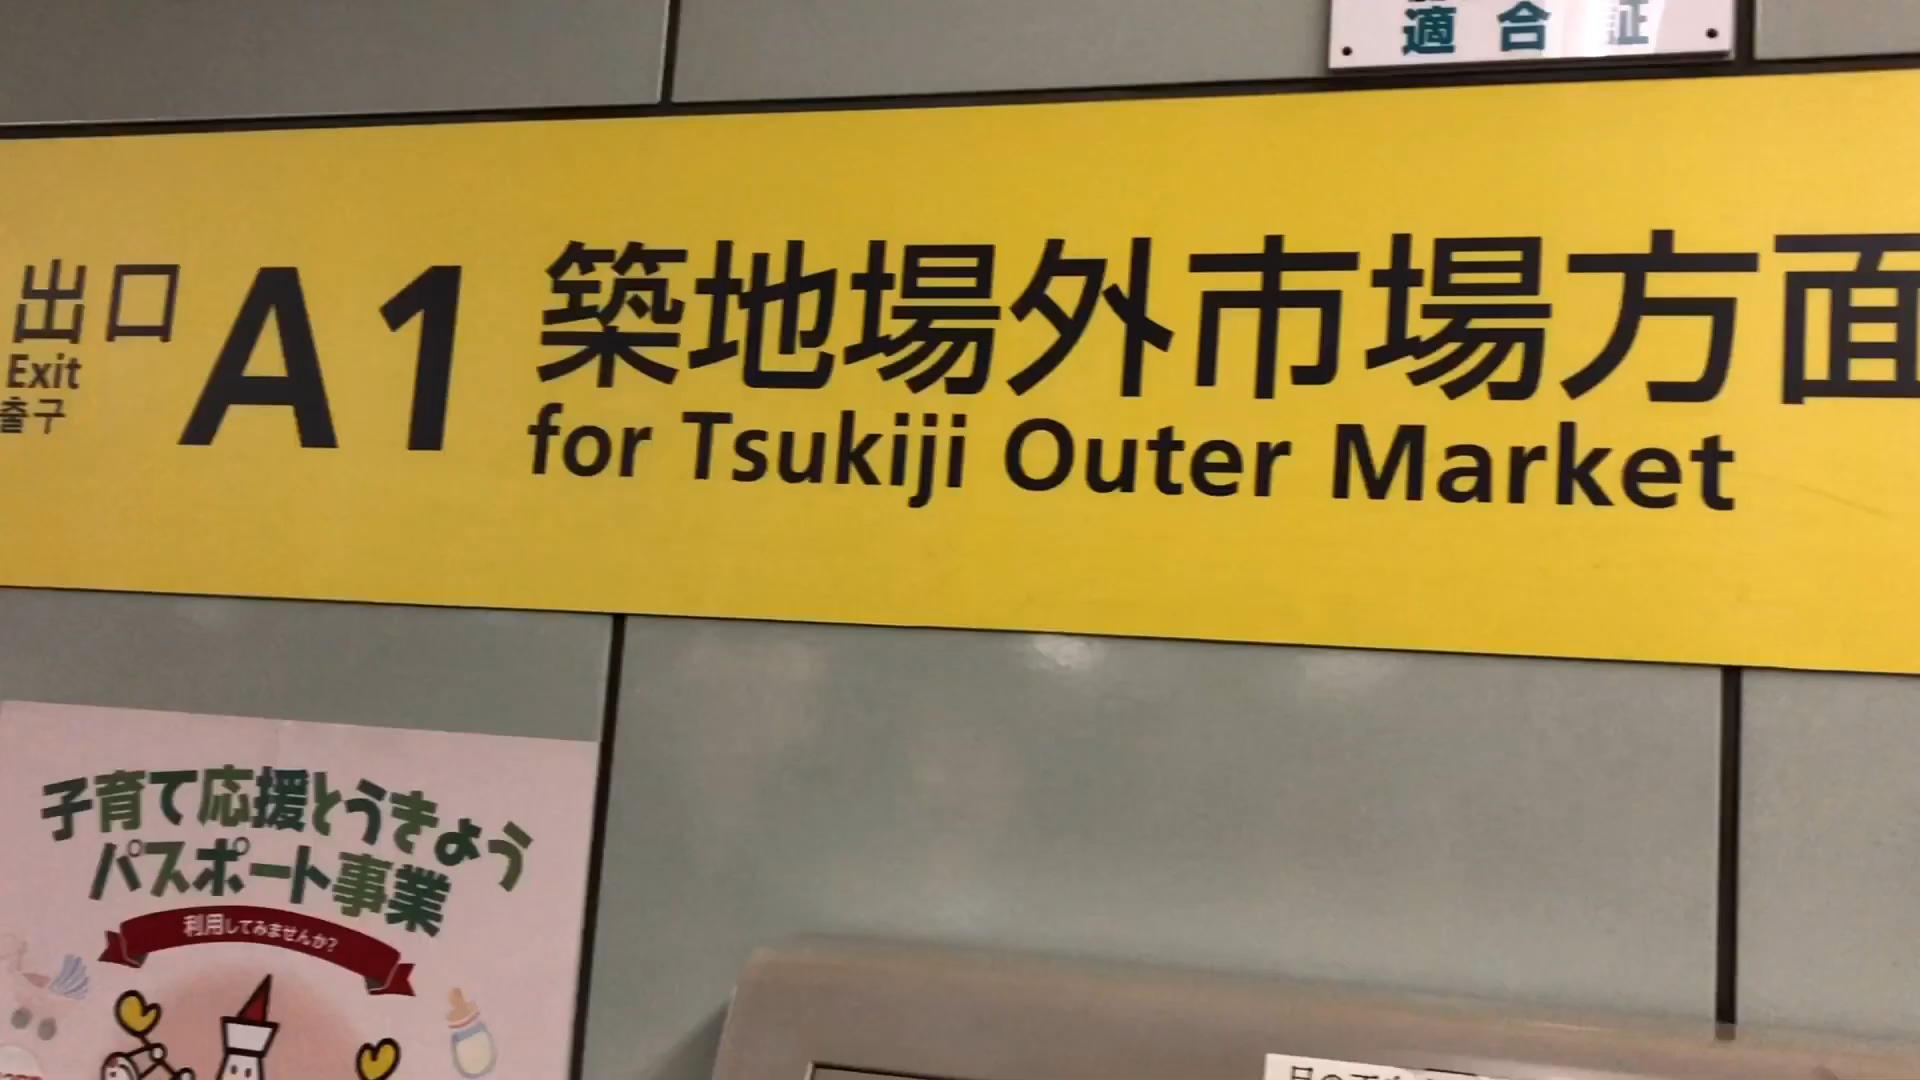 適合証
出口
Exit
출구
A1
築地場外市場方面
for Tsukiji Outer Market
子育て応援とうきょう
パスポート事業
利用してみませんか?